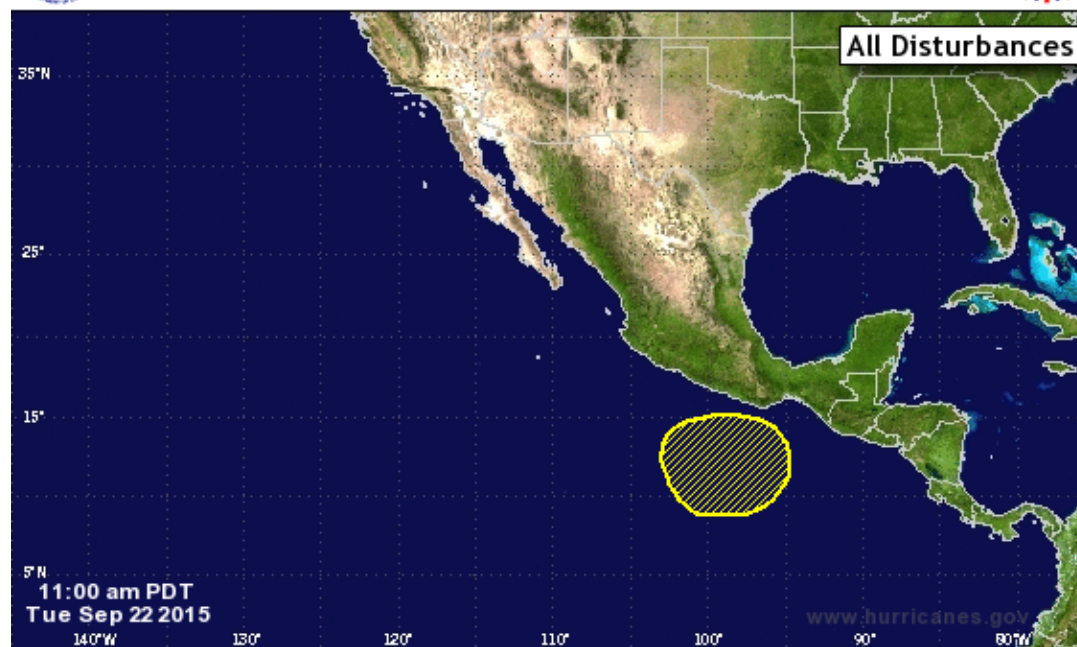 All Disturbances
35°N
25°
15°
5°N
11:00 am PDT
Tue Sep 22 2015
www.hurricanes.gov
140°W 130° 120° 110° 100° 90° 80°W